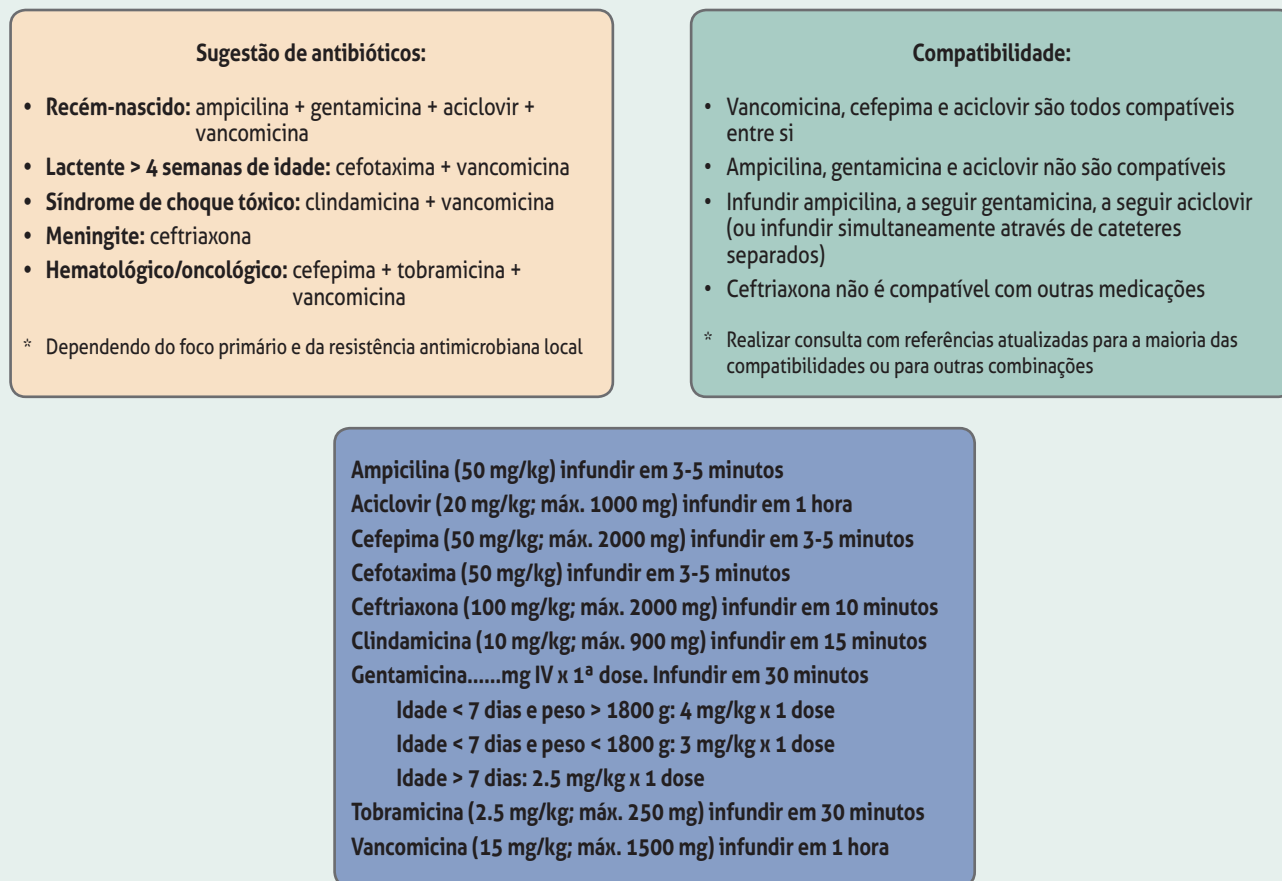 Sugestão de antibióticos:
• Recém-nascido: ampicilina + gentamicina + aciclovir +
vancomicina
• Lactente > 4 semanas de idade: cefotaxima + vancomicina
• Síndrome de choque tóxico: clindamicina + vancomicina
• Meningite: ceftriaxona
• Hematológico/oncológico: cefepima + tobramicina +
vancomicina
* Dependendo do foco primário e da resistência antimicrobiana local
Compatibilidade:
• Vancomicina, cefepima e aciclovir são todos compatíveis
entre si
• Ampicilina, gentamicina e aciclovir não são compatíveis
• Infundir ampicilina, a seguir gentamicina, a seguir aciclovir
(ou infundir simultaneamente através de cateteres
separados)
• Ceftriaxona não é compatível com outras medicações
* Realizar consulta com referências atualizadas para a maioria das
compatibilidades ou para outras combinações
Ampicilina (50 mg/kg) infundir em 3-5 minutos
Aciclovir (20 mg/kg; máx. 1000 mg) infundir em 1 hora
Cefepima (50 mg/kg; máx. 2000 mg) infundir em 3-5 minutos
Cefotaxima (50 mg/kg) infundir em 3-5 minutos
Ceftriaxona (100 mg/kg; máx. 2000 mg) infundir em 10 minutos
Clindamicina (10 mg/kg; máx. 900 mg) infundir em 15 minutos
Gentamicina......mg IV x 1ª dose. Infundir em 30 minutos
Idade < 7 dias e peso > 1800 g: 4 mg/kg x 1 dose
Idade < 7 dias e peso < 1800 g: 3 mg/kg x 1 dose
Idade > 7 dias: 2.5 mg/kg x 1 dose
Tobramicina (2.5 mg/kg; máx. 250 mg) infundir em 30 minutos
Vancomicina (15 mg/kg; máx. 1500 mg) infundir em 1 hora